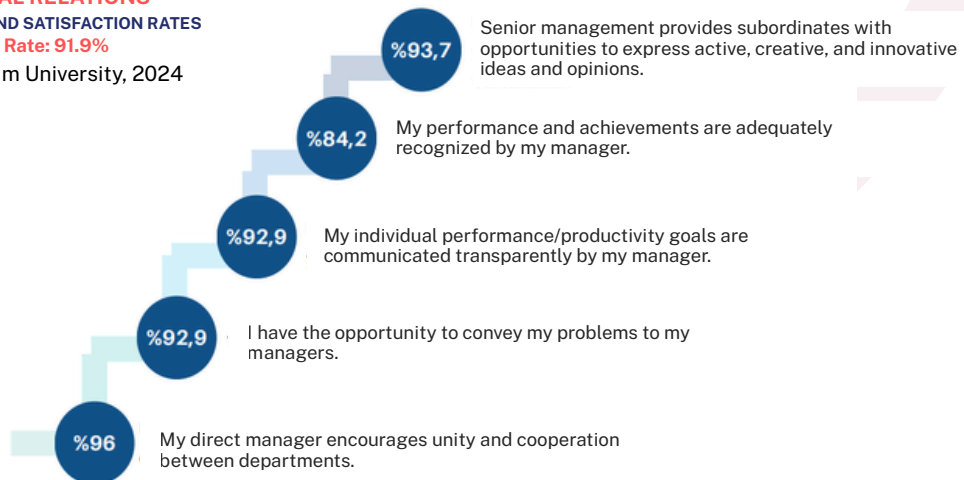 AL RELATIONS
ND SATISFACTION RATES
Rate: 91.9%
m University, 2024
%93,7
Senior management provides subordinates with
opportunities to express active, creative, and innovative
ideas and opinions.
%84,2
My performance and achievements are adequately
recognized by my manager.
%92,9
My individual performance/productivity goals are
communicated transparently by my manager.
%92,9
I have the opportunity to convey my problems to my
managers.
%96
My direct manager encourages unity and cooperation
between departments.